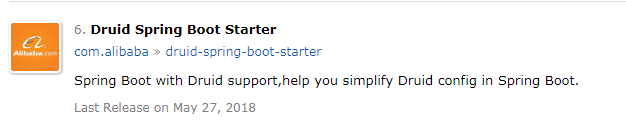 6. Druid Spring Boot Starter
Alibaba.com
com.alibaba » druid-spring-boot-starter
Spring Boot with Druid support,help you simplify Druid config in Spring Boot.
Last Release on May 27, 2018